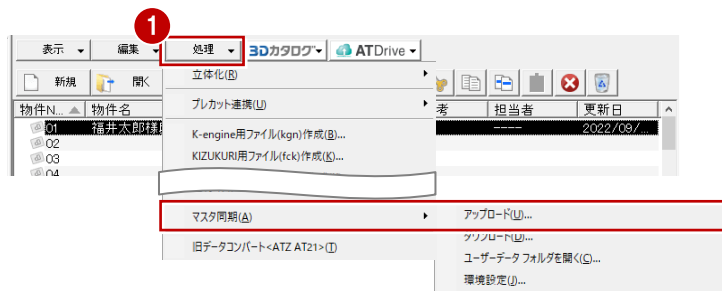 1
表示 編集 処理 3Dカタログ ATDrive
新規 開く
立体化(R)
物件N... 物件名 考 担当者 更新日
プレカット連携(U)
01 福井太郎様 ---- 2022/09/...
02
K-engine用ファイル(kgn)作成(B)...
03
KIZUKURI用ファイル(fck)作成(K)...
04
マスタ同期(A) アップロード(U)...
ダウンロード(D)...
旧データコンバート<ATZ AT21>(T)
ユーザーデータ フォルダを開く(C)...
環境設定(J)...